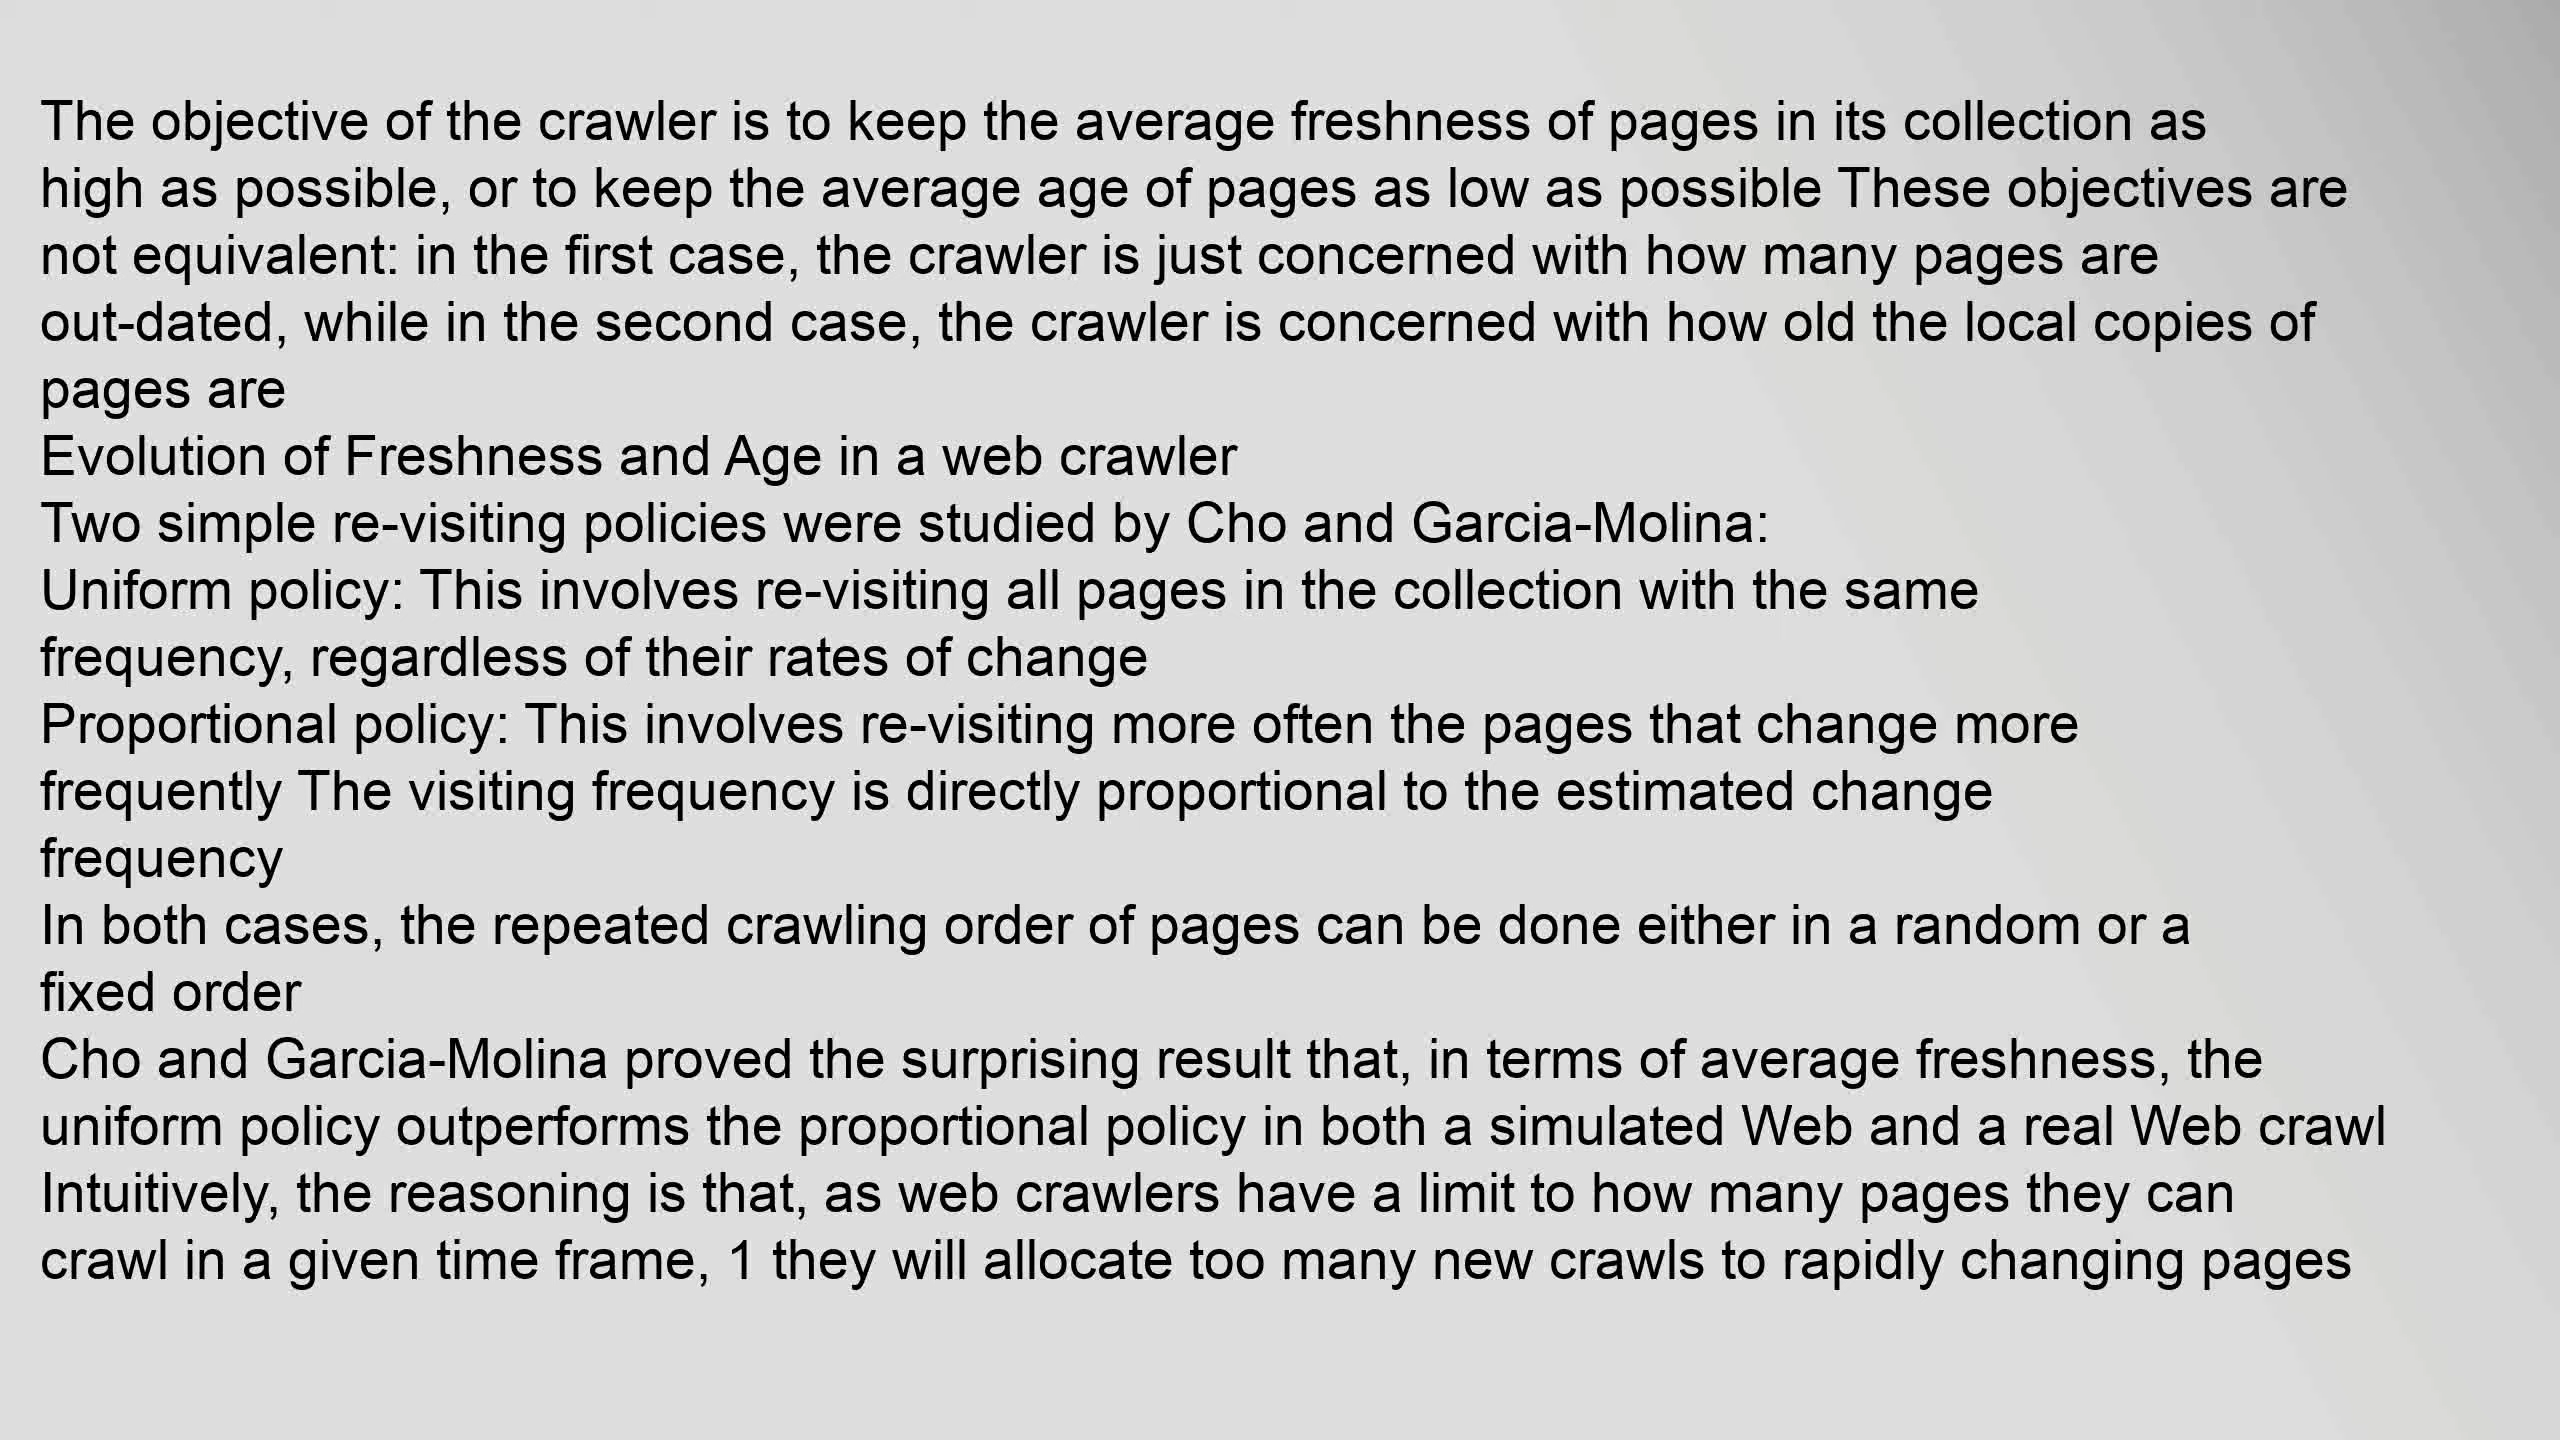 The objective of the crawler is to keep the average freshness of pages in its collection as
high as possible, or to keep the average age of pages as low as possible These objectives are
not equivalent: in the first case, the crawler is just concerned with how many pages are
out-dated, while in the second case, the crawler is concerned with how old the local copies of
pages are
Evolution of Freshness and Age in a web crawler
Two simple re-visiting policies were studied by Cho and Garcia-Molina:
Uniform policy: This involves re-visiting all pages in the collection with the same
frequency, regardless of their rates of change
Proportional policy: This involves re-visiting more often the pages that change more
frequently The visiting frequency is directly proportional to the estimated change
frequency
In both cases, the repeated crawling order of pages can be done either in a random or a
fixed order
Cho and Garcia-Molina proved the surprising result that, in terms of average freshness, the
uniform policy outperforms the proportional policy in both a simulated Web and a real Web crawl
Intuitively, the reasoning is that, as web crawlers have a limit to how many pages they can
crawl in a given time frame, 1 they will allocate too many new crawls to rapidly changing pages